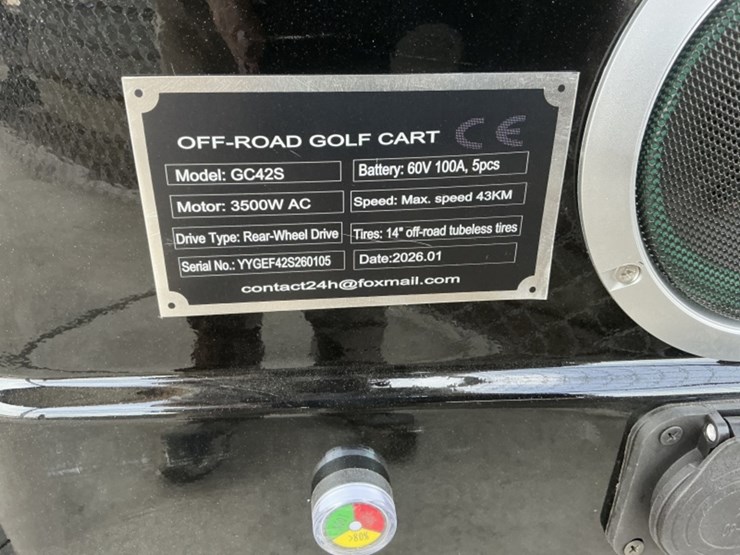 OFF-ROAD GOLF CART CE
Model: GC42S
Battery: 60V 100A, 5pcs
Motor: 3500W AC
Speed: Max. speed 43KM
Drive Type: Rear-Wheel Drive
Tires: 14" off-road tubeless tires
Serial No.: YYGEF42S260105
Date:2026.01
contact24h@foxmail.com